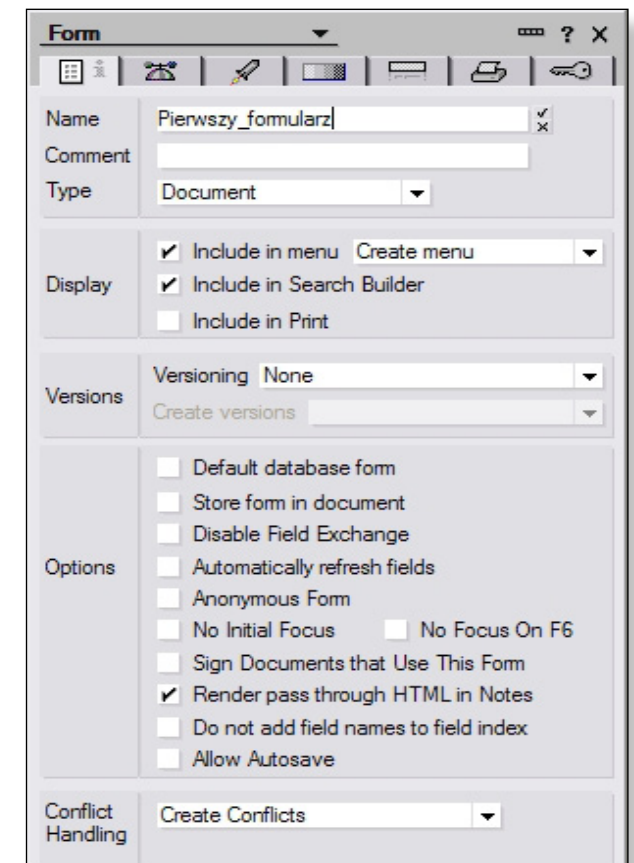 Form ? X
Name Pierwszy_formularz
Comment
Type Document
Include in menu Create menu
Display Include in Search Builder
Include in Print
Versioning None
Versions
Create versions
Default database form
Store form in document
Disable Field Exchange
Options Automatically refresh fields
Anonymous Form
No Initial Focus No Focus On F6
Sign Documents that Use This Form
Render pass through HTML in Notes
Do not add field names to field index
Allow Autosave
Conflict Create Conflicts
Handling